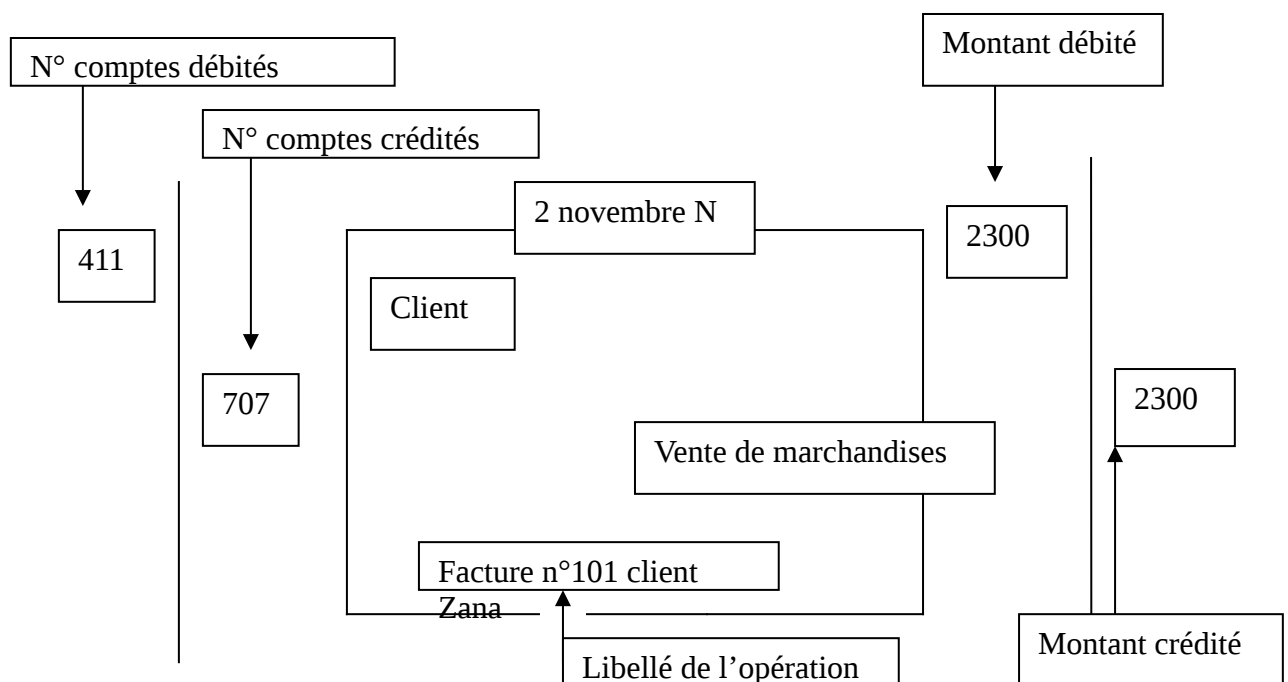 Montant débité
N° comptes débités
N° comptes crédités
2 novembre N
2300
411
Client
707
2300
Vente de marchandises
Facture n°101 client
Zana
Montant crédité
Libellé de l’opération